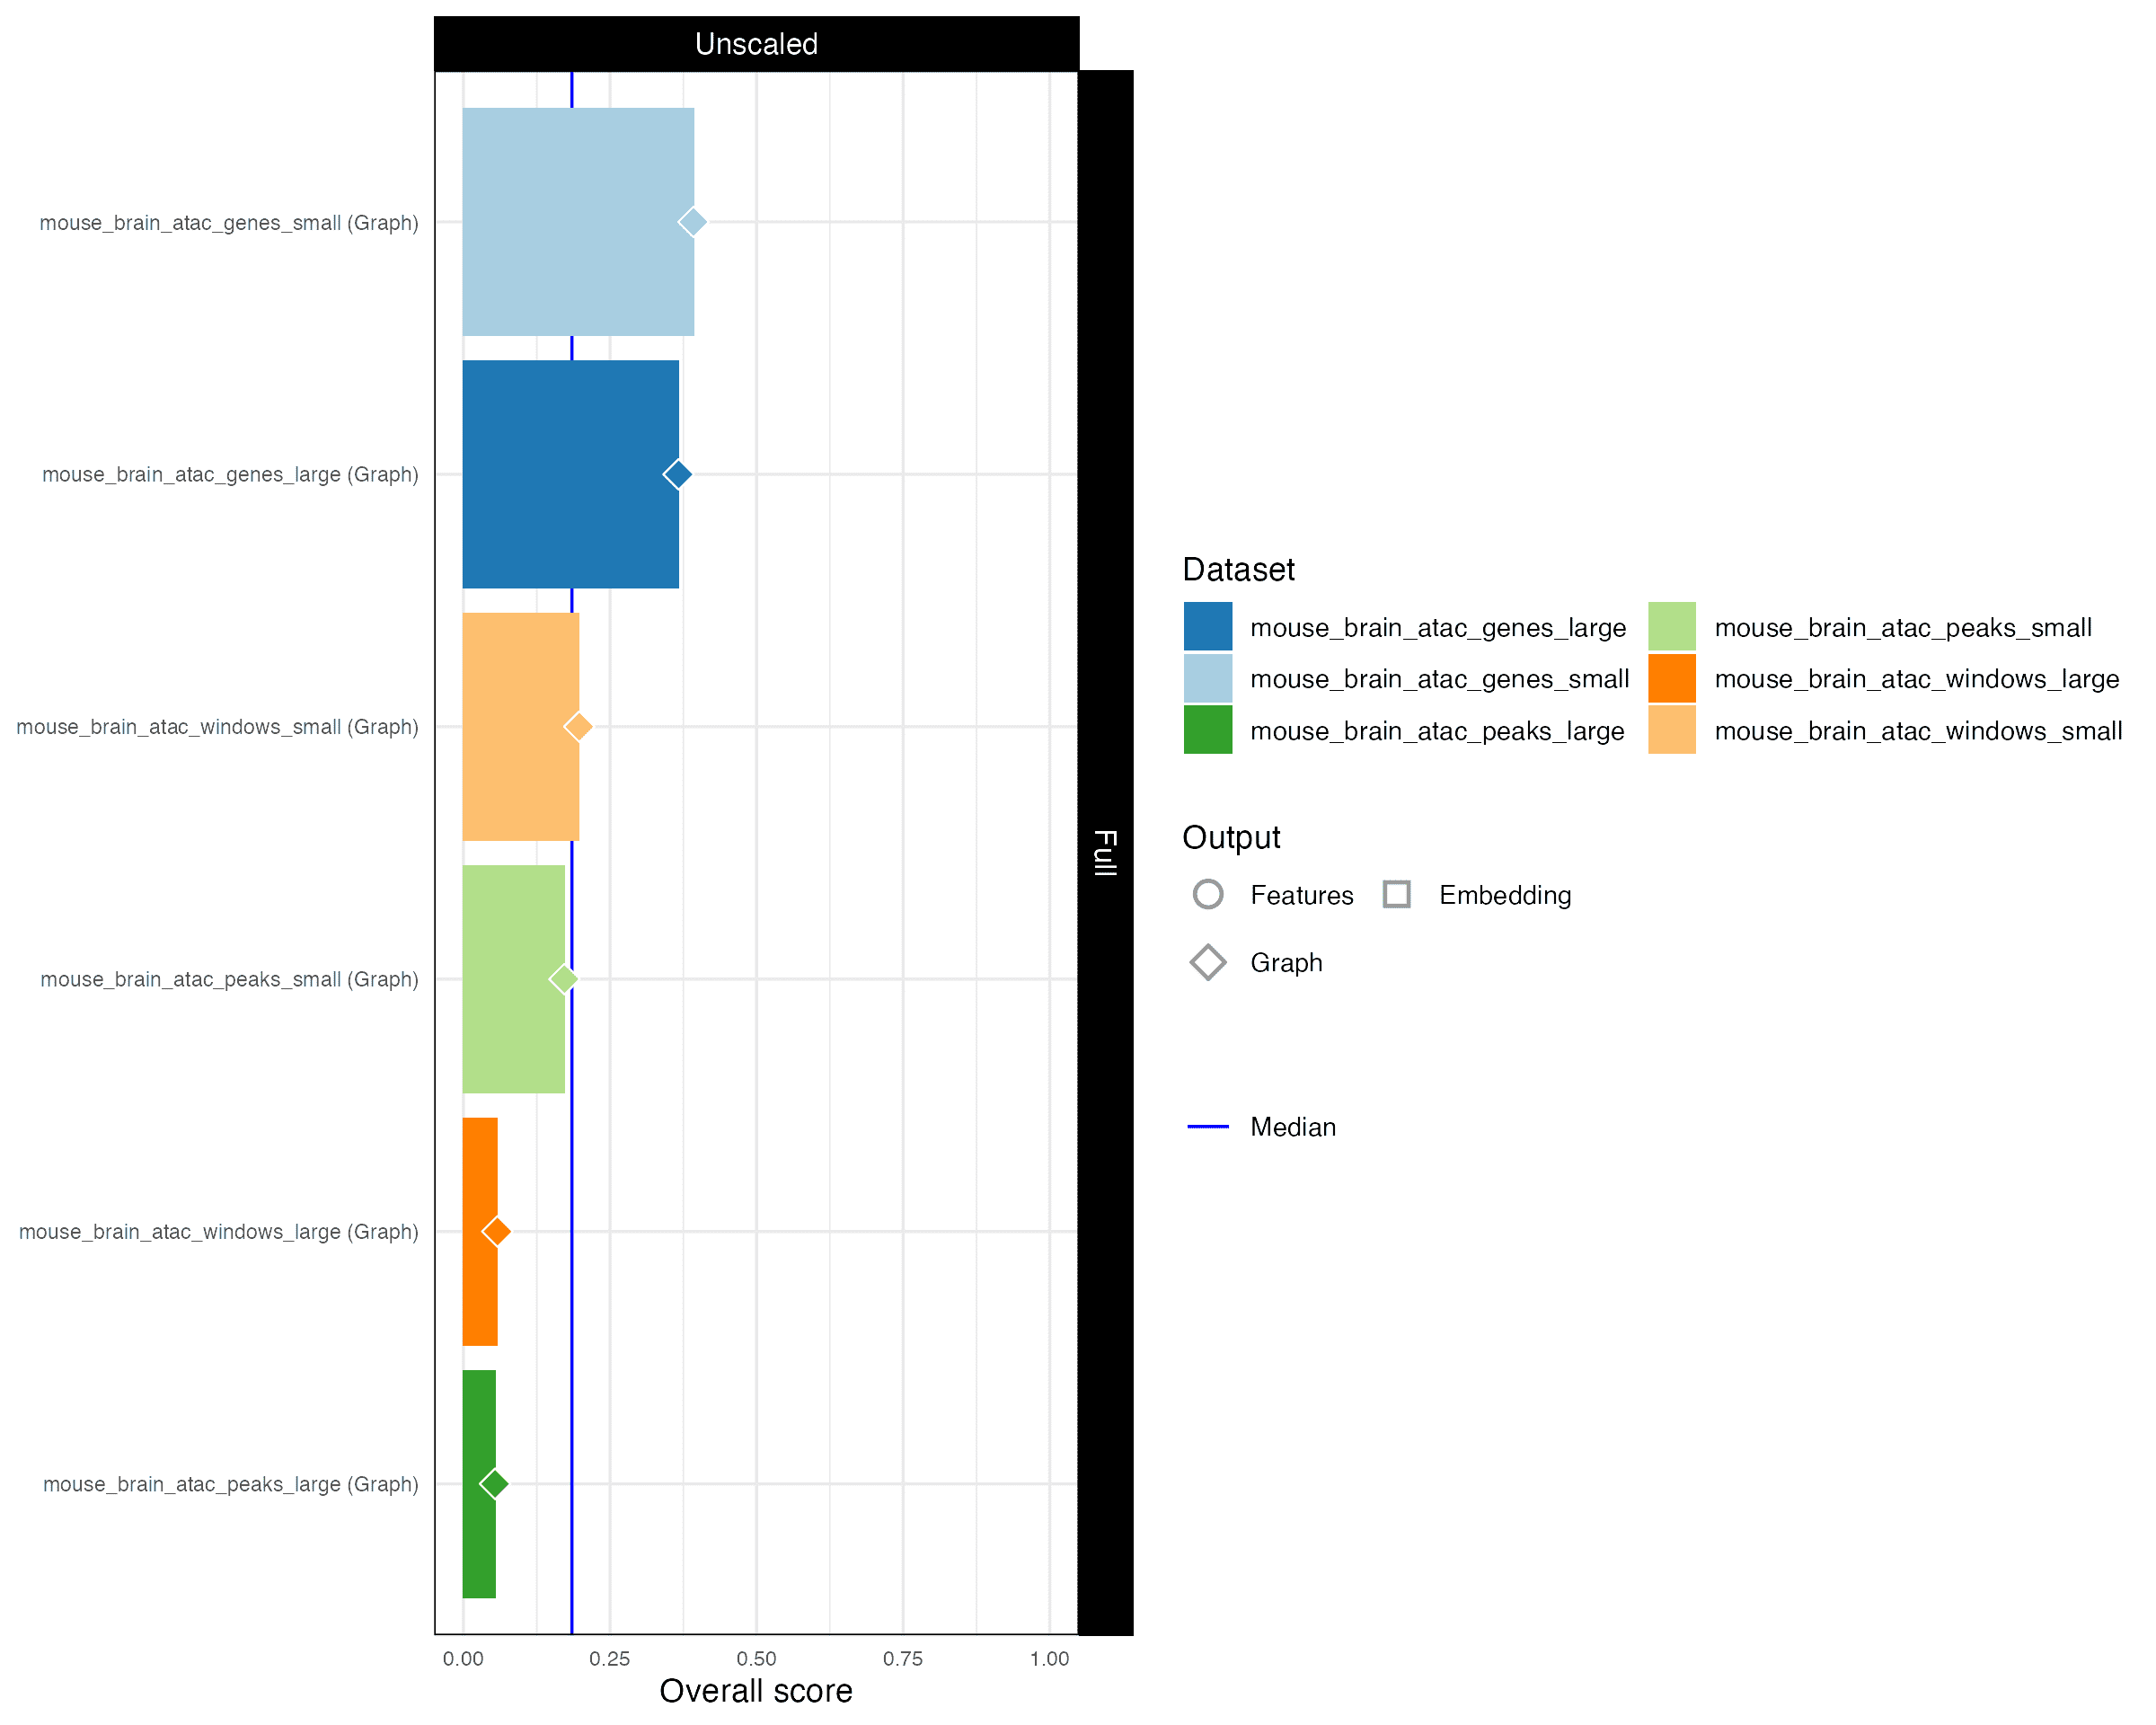 Unscaled
mouse_brain_atac_genes_small (Graph)
mouse_brain_atac_genes_large (Graph)
mouse_brain_atac_windows_small (Graph)
mouse_brain_atac_peaks_small (Graph)
mouse_brain_atac_windows_large (Graph)
mouse_brain_atac_peaks_large (Graph)
0.00 0.25 0.50 0.75 1.00
Overall score
Full
Dataset
mouse_brain_atac_genes_large mouse_brain_atac_peaks_small
mouse_brain_atac_genes_small mouse_brain_atac_windows_large
mouse_brain_atac_peaks_large mouse_brain_atac_windows_small
Output
Features Embedding
Graph
Median